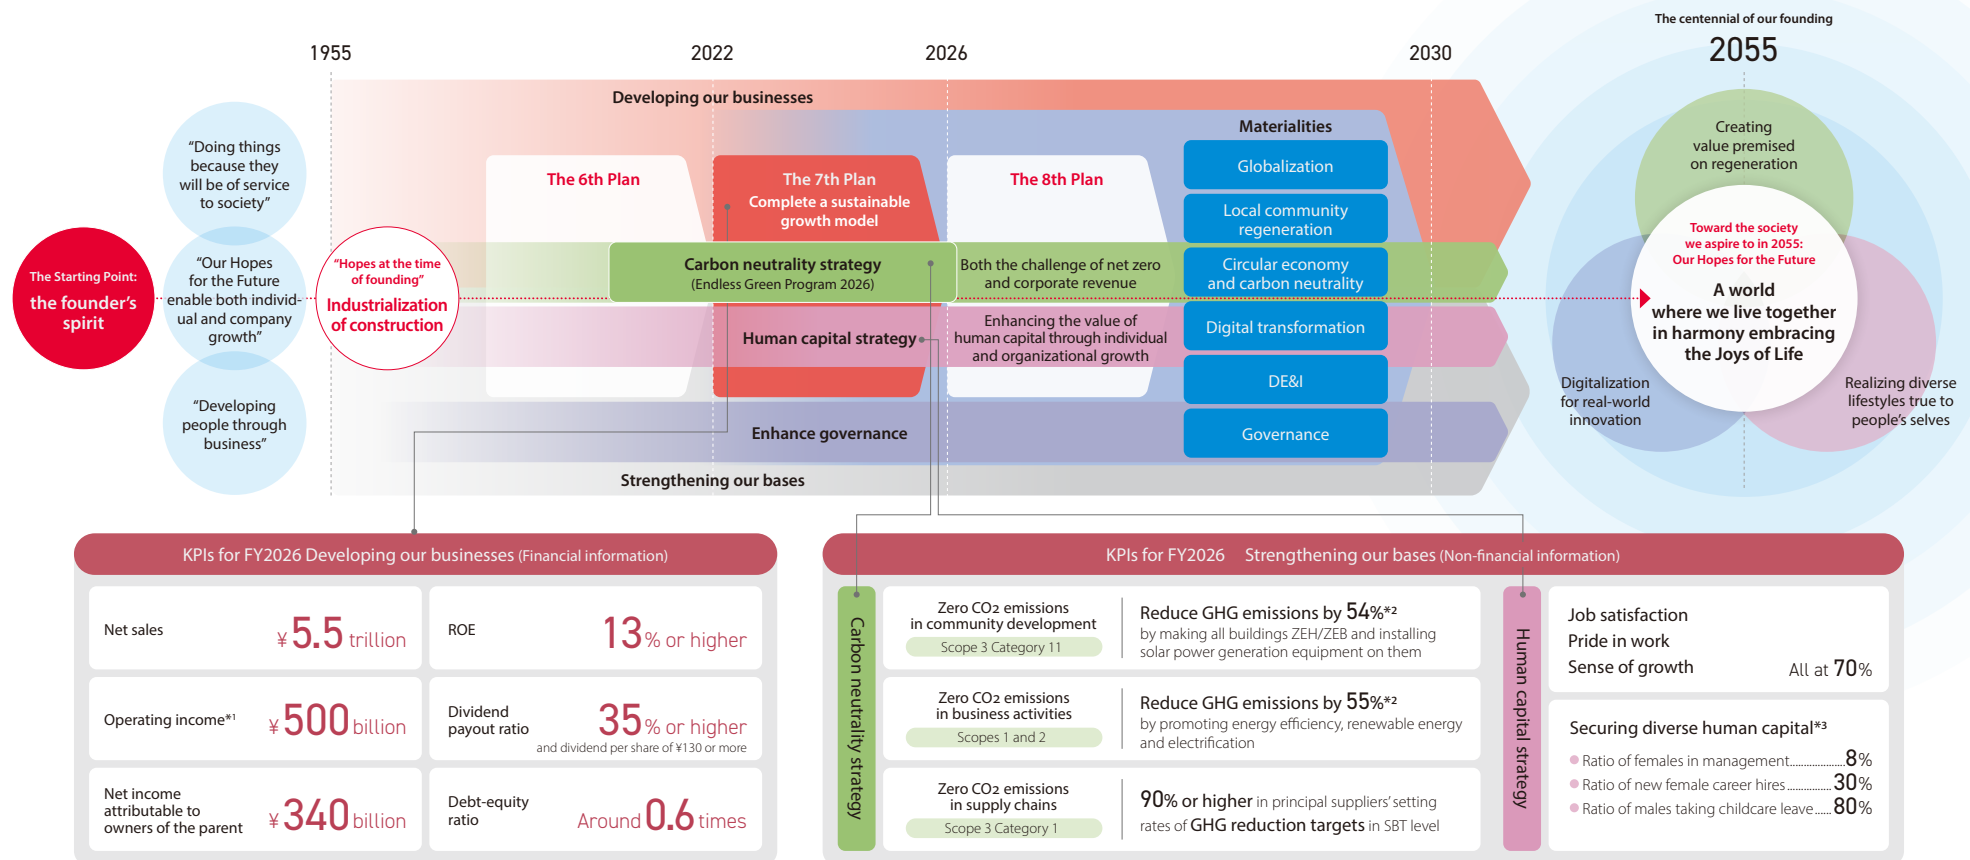 The centennial of our founding
1955
2022
2026
2030
2055
Developing our businesses
Materialities
"Doing things
because they
will be of service
to society"
"Our Hopes
for the Future
enable both individ-
ual and company
growth"
"Developing
people through
business"
The Starting Point:
the founder's
spirit
"Hopes at the time
of founding"
Industrialization
of construction
The 6th Plan
The 7th Plan
Complete a sustainable
growth model
The 8th Plan
Carbon neutrality strategy
(Endless Green Program 2026)
Both the challenge of net zero
and corporate revenue
Human capital strategy
Enhancing the value of
human capital through individual
and organizational growth
Enhance governance
Strengthening our bases
Globalization
Local community
regeneration
Circular economy
and carbon neutrality
Digital transformation
DE&I
Governance
Creating
value premised
on regeneration
Toward the society
we aspire to in 2055:
Our Hopes for the Future
A world
where we live together
in harmony embracing
the Joys of Life
Digitalization
for real-world
innovation
Realizing diverse
lifestyles true to
people's selves
KPIs for FY2026 Developing our businesses (Financial information)
Net sales
¥5.5 trillion
ROE
13% or higher
Operating income*1
¥500 billion
Dividend
payout ratio
35% or higher
and dividend per share of ¥130 or more
Net income
attributable to
owners of the parent
¥340 billion
Debt-equity
ratio
Around 0.6 times
KPIs for FY2026 Strengthening our bases (Non-financial information)
Carbon neutrality strategy
Zero CO2 emissions
in community development
Scope 3 Category 11
Reduce GHG emissions by 54%*2
by making all buildings ZEH/ZEB and installing
solar power generation equipment on them
Zero CO2 emissions
in business activities
Scopes 1 and 2
Reduce GHG emissions by 55%*2
by promoting energy efficiency, renewable energy
and electrification
Zero CO2 emissions
in supply chains
Scope 3 Category 1
90% or higher in principal suppliers' setting
rates of GHG reduction targets in SBT level
Human capital strategy
Job satisfaction
Pride in work
Sense of growth All at 70%
Securing diverse human capital*3
Ratio of females in management....................8%
Ratio of new female career hires................30%
Ratio of males taking childcare leave......80%